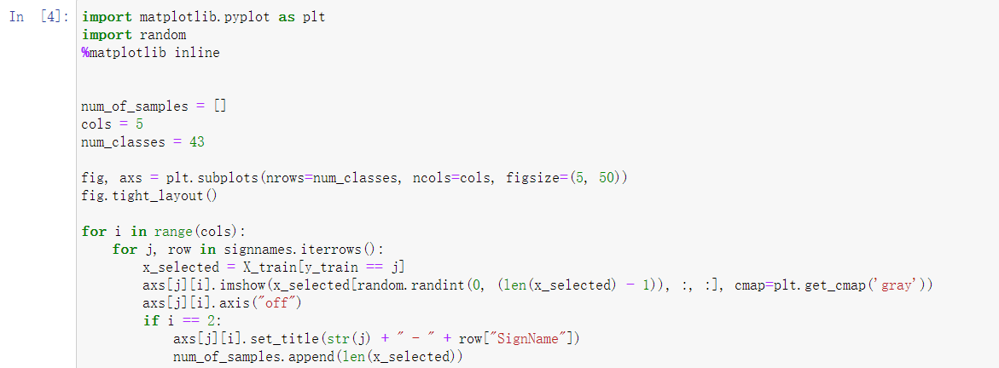 In [4]: import matplotlib.pyplot as plt
import random
%matplotlib inline
num_of_samples = []
cols = 5
num_classes = 43
fig, axs = plt.subplots(nrows=num_classes, ncols=cols, figsize=(5, 50))
fig.tight_layout()
for i in range(cols):
    for j, row in signnames.iterrows():
        x_selected = X_train[y_train == j]
        axs[j][i].imshow(x_selected[random.randint(0, (len(x_selected) - 1)), :, :], cmap=plt.get_cmap('gray'))
        axs[j][i].axis("off")
        if i == 2:
            axs[j][i].set_title(str(j) + " - " + row["SignName"])
            num_of_samples.append(len(x_selected))